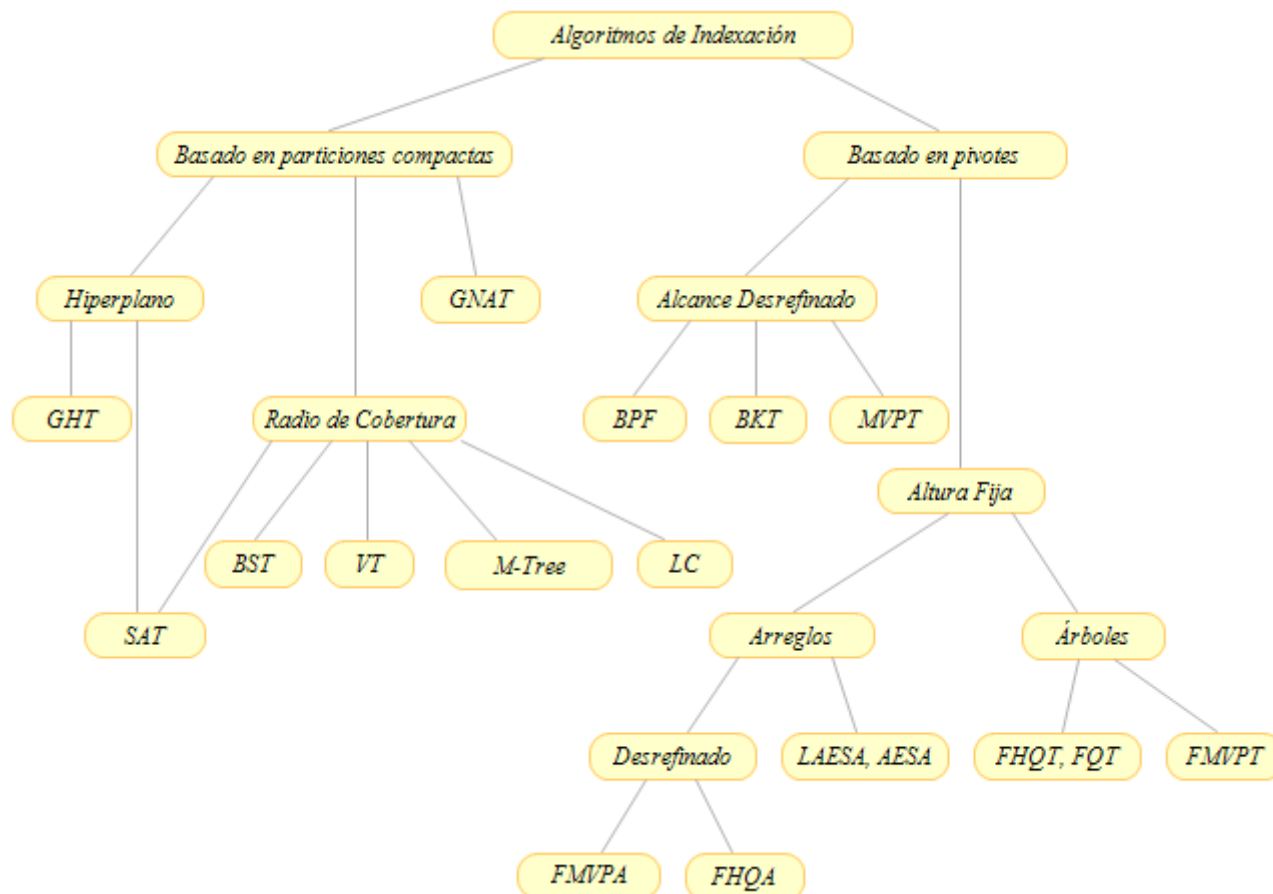 Algoritmos de Indexación
Basado en particiones compactas
Basado en pivotes
Hiperplano
GNAT
Alcance Desrefinado
GHT
Radio de Cobertura
BPF
BKT
MVPT
Altura Fija
BST
VT
M-Tree
LC
SAT
Arreglos
Árboles
Desrefinado
LAESA, AESA
FHQT, FQT
FMVPT
FMVPA
FHQA